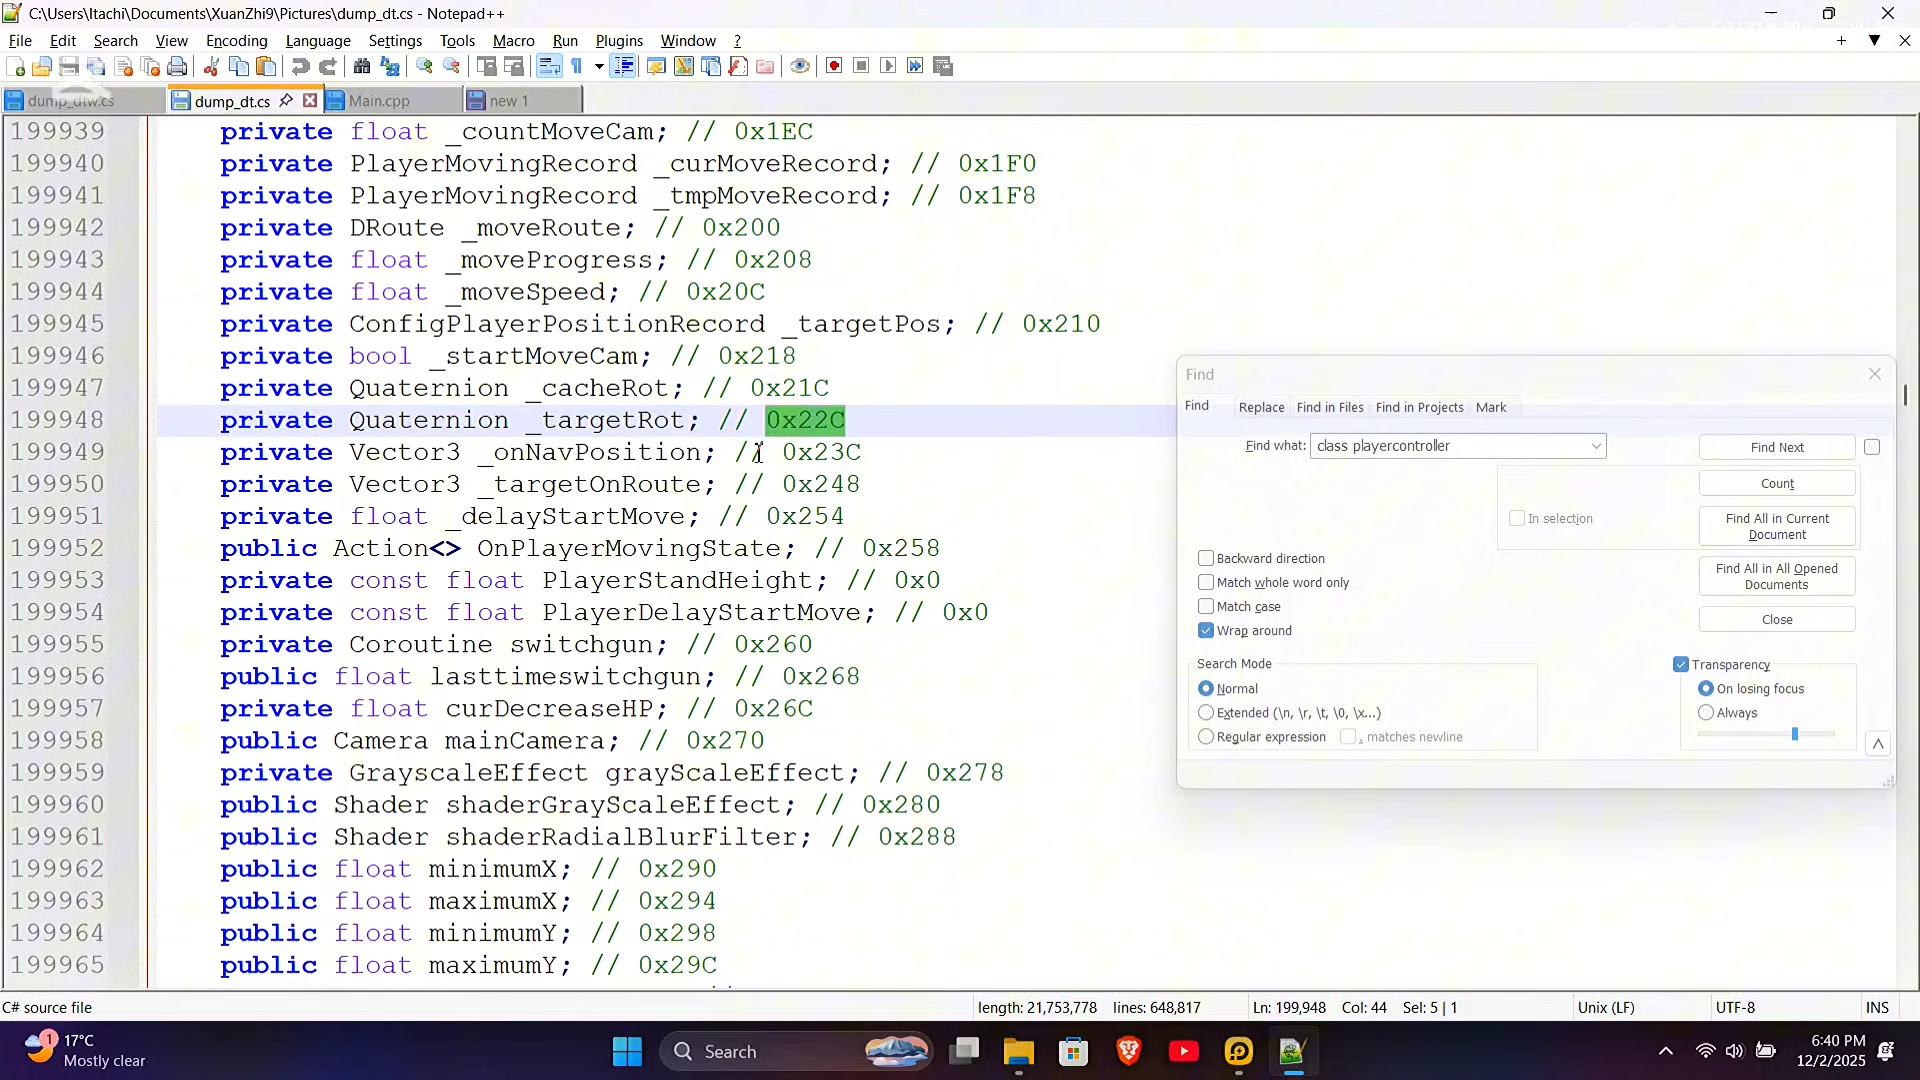 C:\Users\Itachi\Documents\XuanZhi9\Pictures\dump_dt.cs - Notepad++
File Edit Search View Encoding Language Settings Tools Macro Run Plugins Window ?
dump_dtw.cs dump_dt.cs Main.cpp new 1
199939 private float _countMoveCam; // 0x1EC
199940 private PlayerMovingRecord _curMoveRecord; // 0x1F0
199941 private PlayerMovingRecord _tmpMoveRecord; // 0x1F8
199942 private DRoute _moveRoute; // 0x200
199943 private float _moveProgress; // 0x208
199944 private float _moveSpeed; // 0x20C
199945 private ConfigPlayerPositionRecord _targetPos; // 0x210
199946 private bool _startMoveCam; // 0x218
199947 private Quaternion _cacheRot; // 0x21C
199948 private Quaternion _targetRot; // 0x22C
199949 private Vector3 _onNavPosition; // 0x23C
199950 private Vector3 _targetOnRoute; // 0x248
199951 private float _delayStartMove; // 0x254
199952 public Action<> OnPlayerMovingState; // 0x258
199953 private const float PlayerStandHeight; // 0x0
199954 private const float PlayerDelayStartMove; // 0x0
199955 private Coroutine switchgun; // 0x260
199956 public float lasttimeswitchgun; // 0x268
199957 private float curDecreaseHP; // 0x26C
199958 public Camera mainCamera; // 0x270
199959 private GrayscaleEffect grayScaleEffect; // 0x278
199960 public Shader shaderGrayScaleEffect; // 0x280
199961 public Shader shaderRadialBlurFilter; // 0x288
199962 public float minimumX; // 0x290
199963 public float maximumX; // 0x294
199964 public float minimumY; // 0x298
199965 public float maximumY; // 0x29C
Find
Find Replace Find in Files Find in Projects Mark
Find what: class playercontroller Find Next
Count
In selection
Find All in Current
Document
Backward direction
Match whole word only
Match case
Wrap around
Find All in All Opened
Documents
Close
Search Mode
Normal
Extended (\n, \r, \t, \0, \x...)
Regular expression . matches newline
Transparency
On losing focus
Always
C# source file length: 21,753,778 lines: 648,817 Ln: 199,948 Col: 44 Sel: 5 | 1 Unix (LF) UTF-8 INS
1
17°C
Mostly clear
Search
6:40 PM
12/2/2025